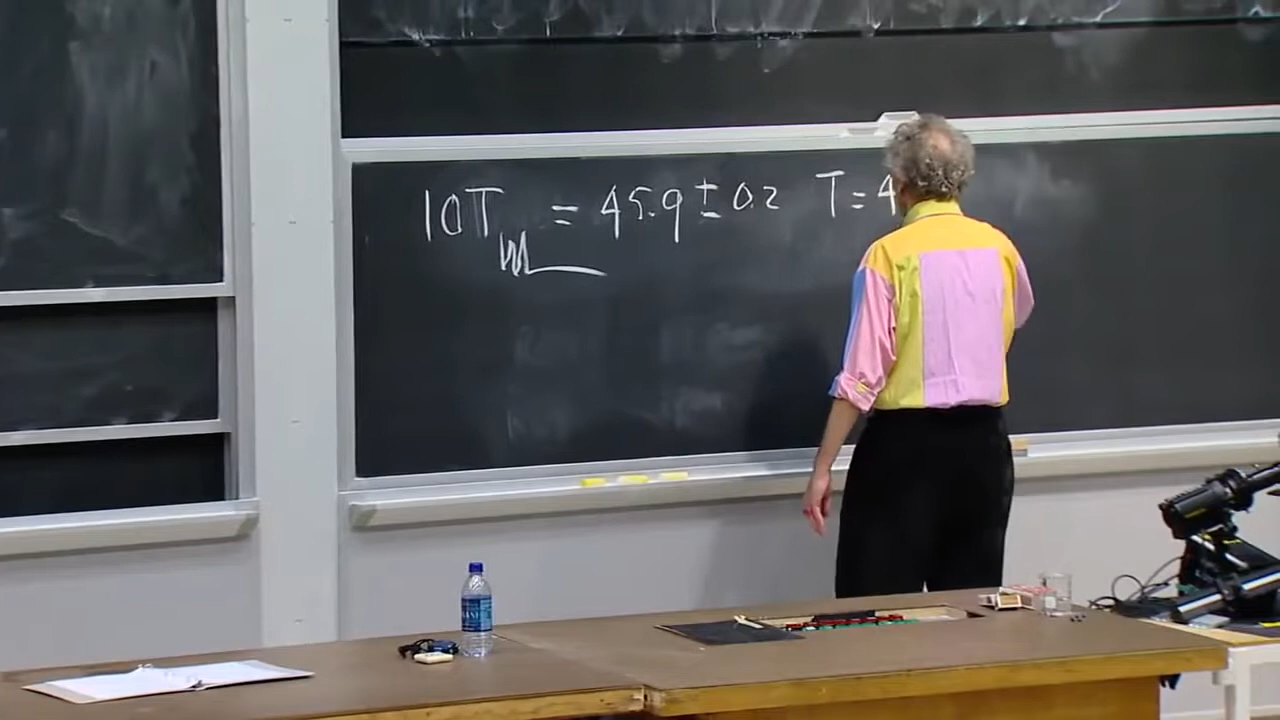 10T = 45.9 ± 0.2 T = 4